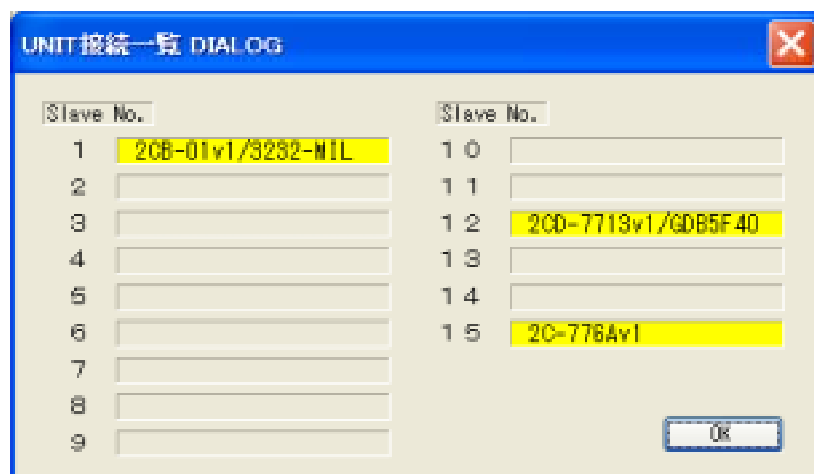 UNIT接続一覧 DIALOG
Slave No.
1 2CB-01v1/3232-MIL
2
3
4
5
6
7
8
9
Slave No.
10
11
12 2CD-7713v1/GDB5F40
13
14
15 2C-776Av1
OK